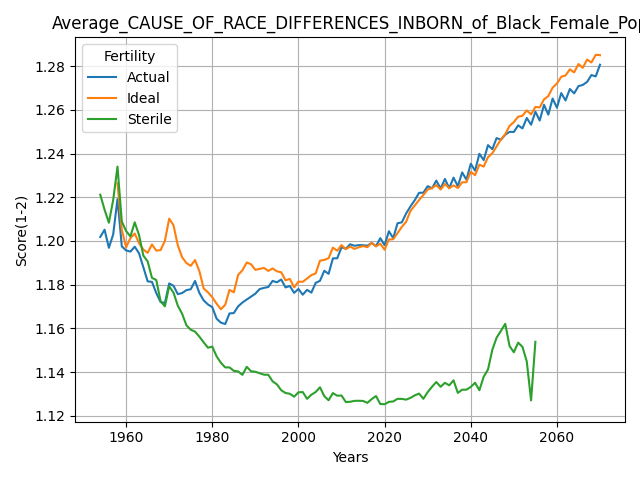 Average_CAUSE_OF_RACE_DIFFERENCES_INBORN_of_Black_Female_Pop
Fertility
Actual
Ideal
Sterile
Score(1-2)
1.28
1.26
1.24
1.22
1.20
1.18
1.16
1.14
1.12
1960 1980 2000 2020 2040 2060
Years